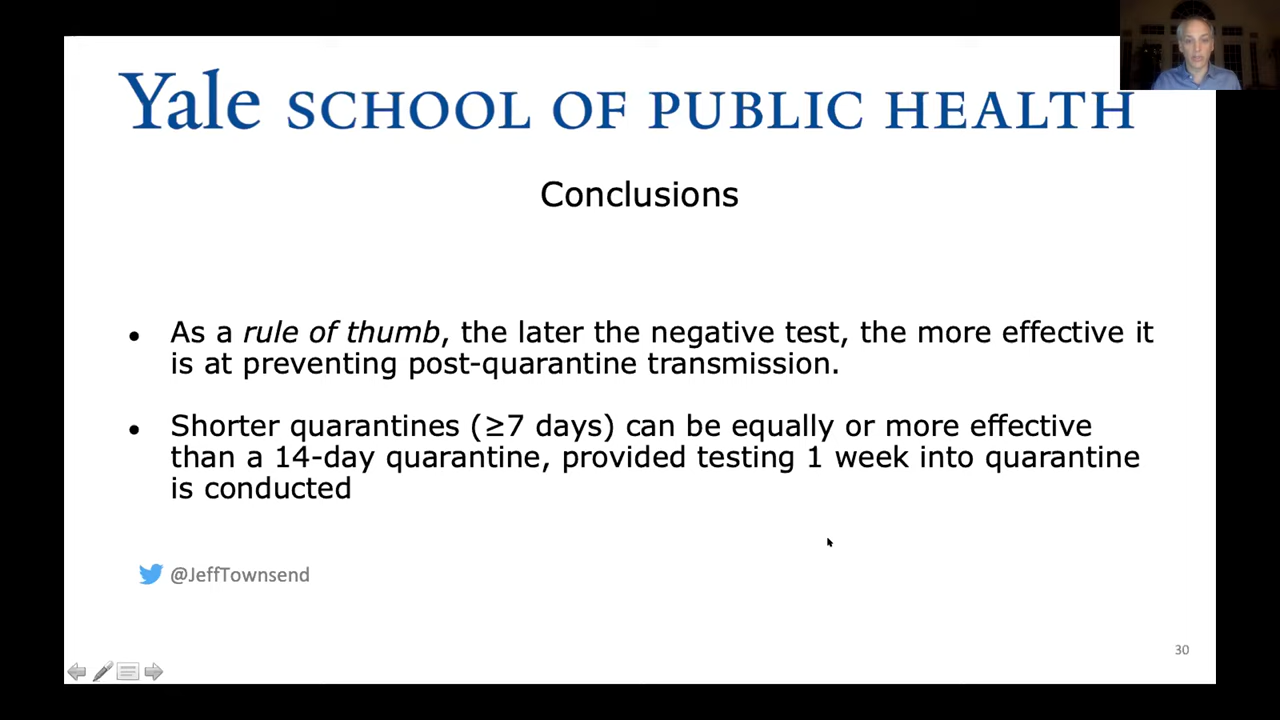 Yale SCHOOL OF PUBLIC HEALTH
Conclusions
• As a rule of thumb, the later the negative test, the more effective it
is at preventing post-quarantine transmission.
• Shorter quarantines (≥7 days) can be equally or more effective
than a 14-day quarantine, provided testing 1 week into quarantine
is conducted
@JeffTownsend
30